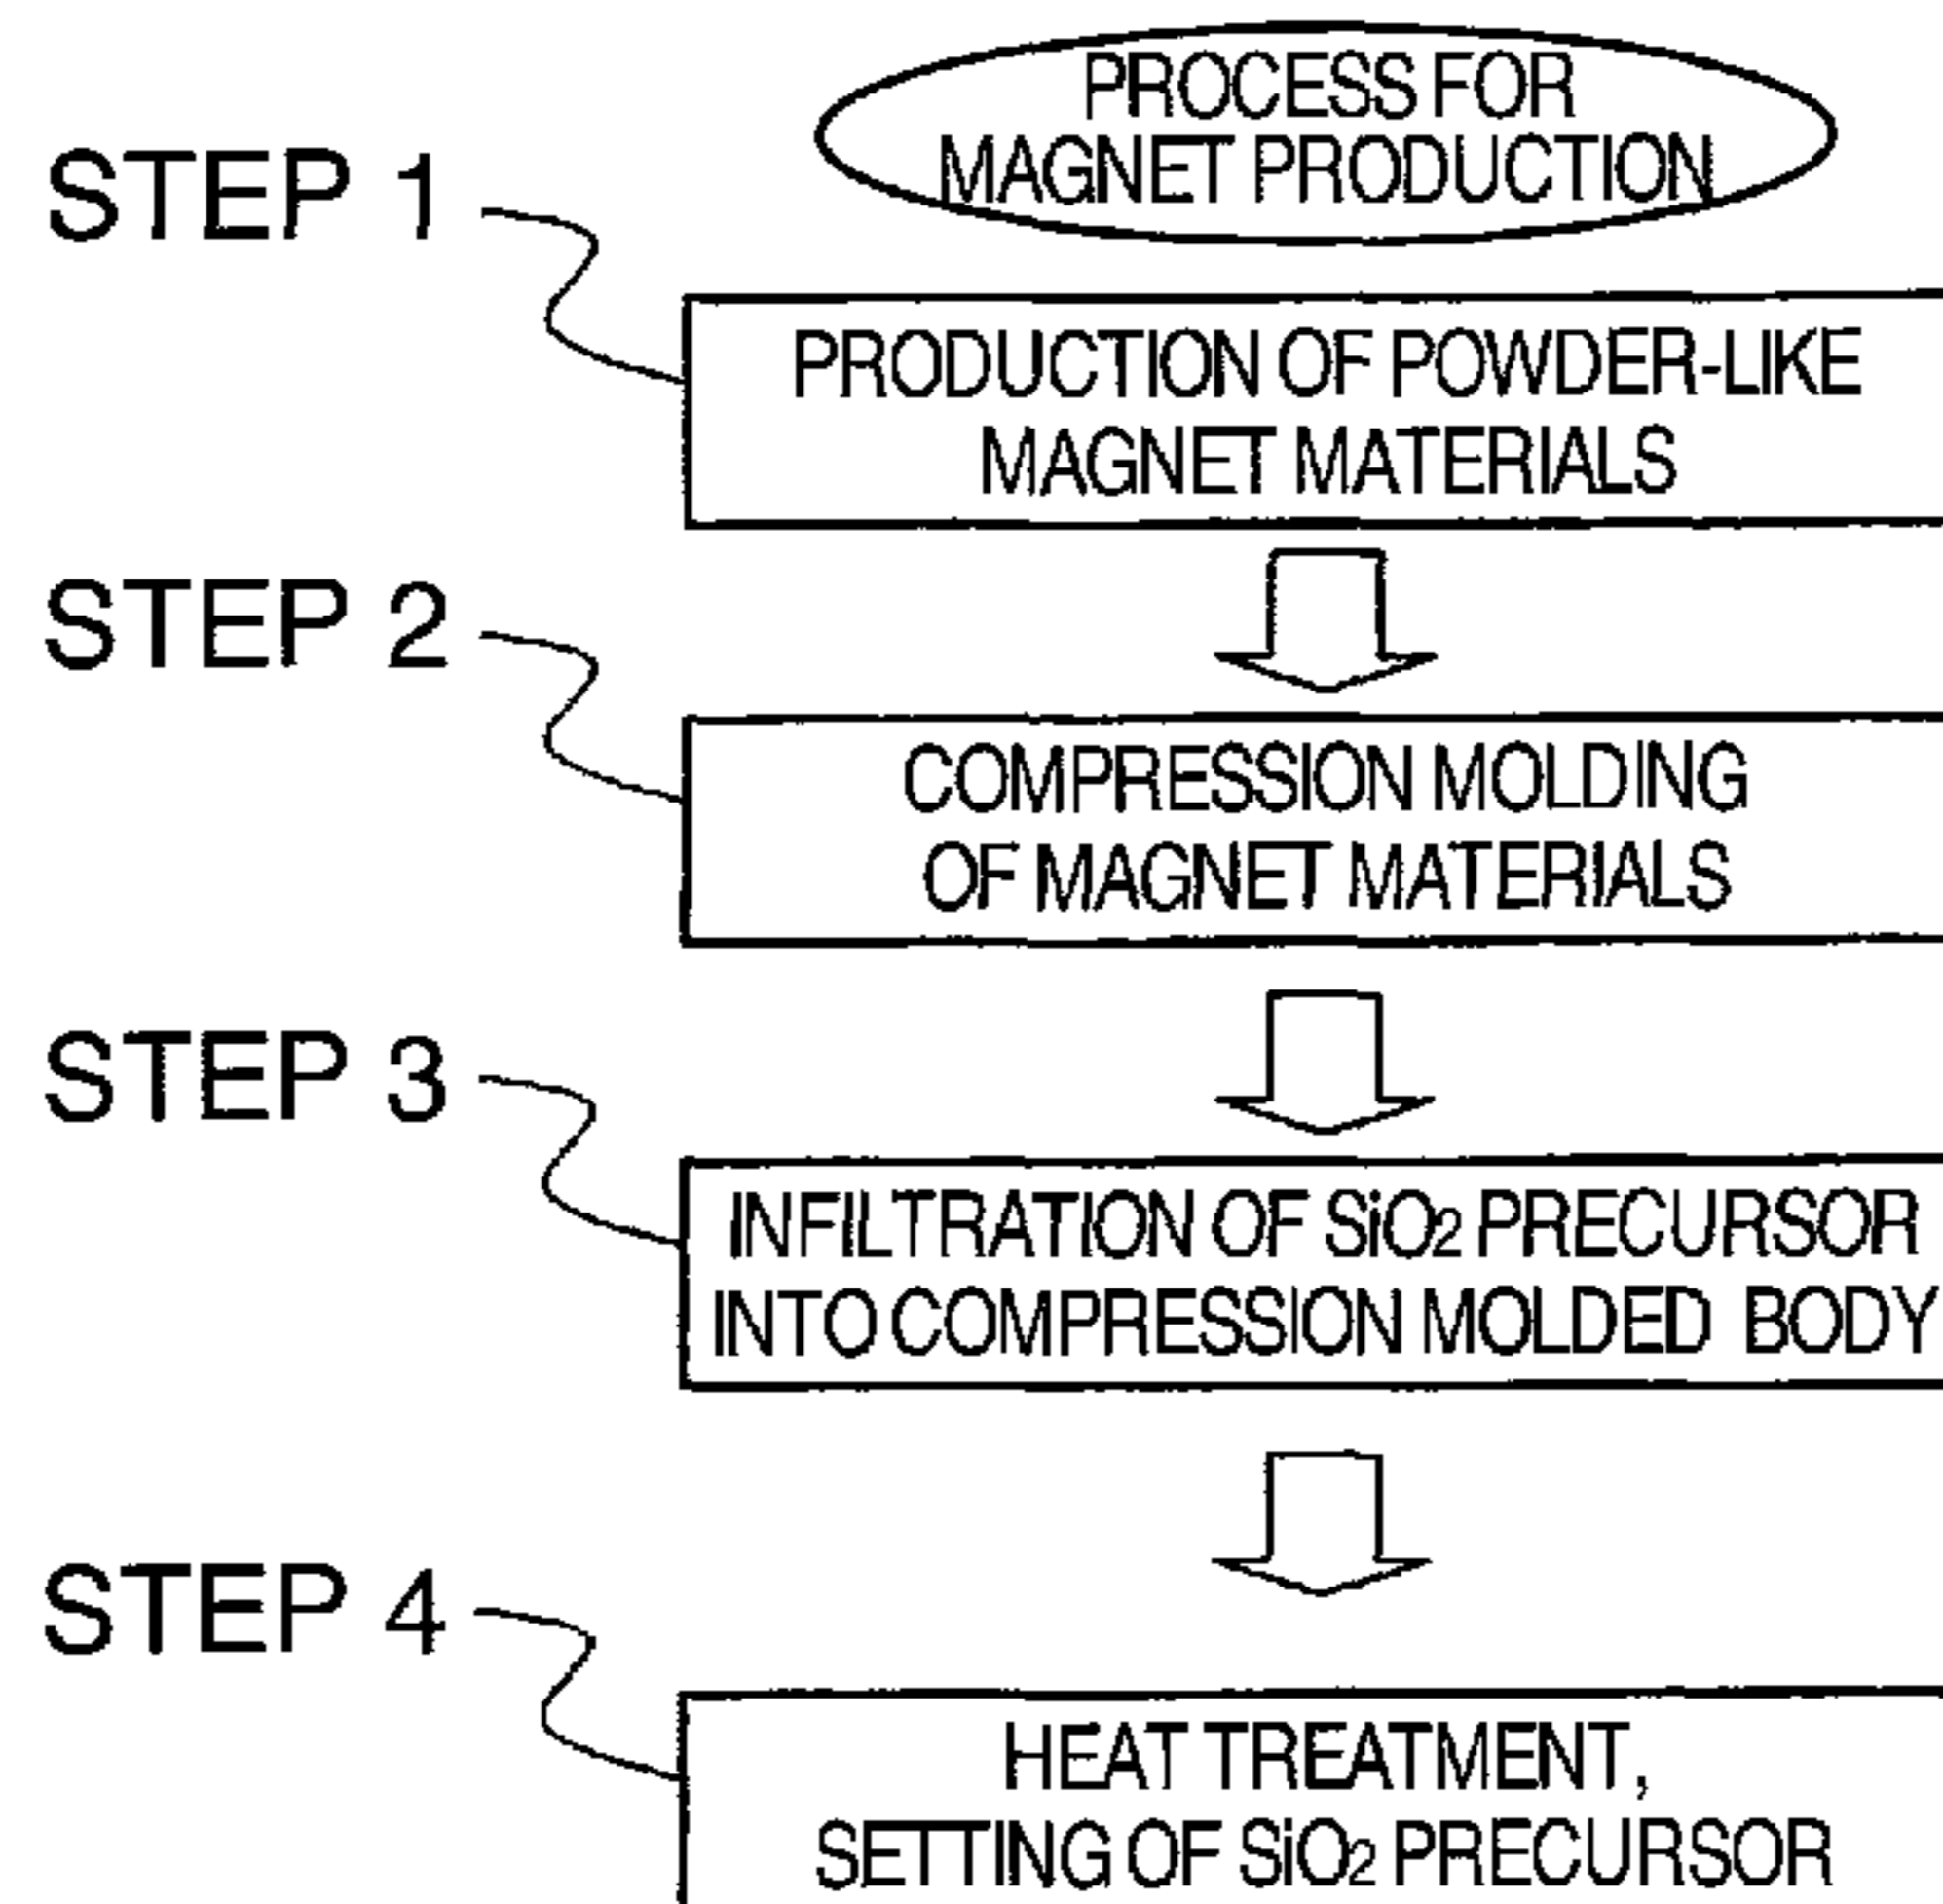 PROCESS FOR
MAGNET PRODUCTION
STEP 1
PRODUCTION OF POWDER-LIKE
MAGNET MATERIALS
STEP 2
COMPRESSION MOLDING
OF MAGNET MATERIALS
STEP 3
INFILTRATION OF SiO₂ PRECURSOR
INTO COMPRESSION MOLDED BODY
STEP 4
HEAT TREATMENT,
SETTING OF SiO₂ PRECURSOR